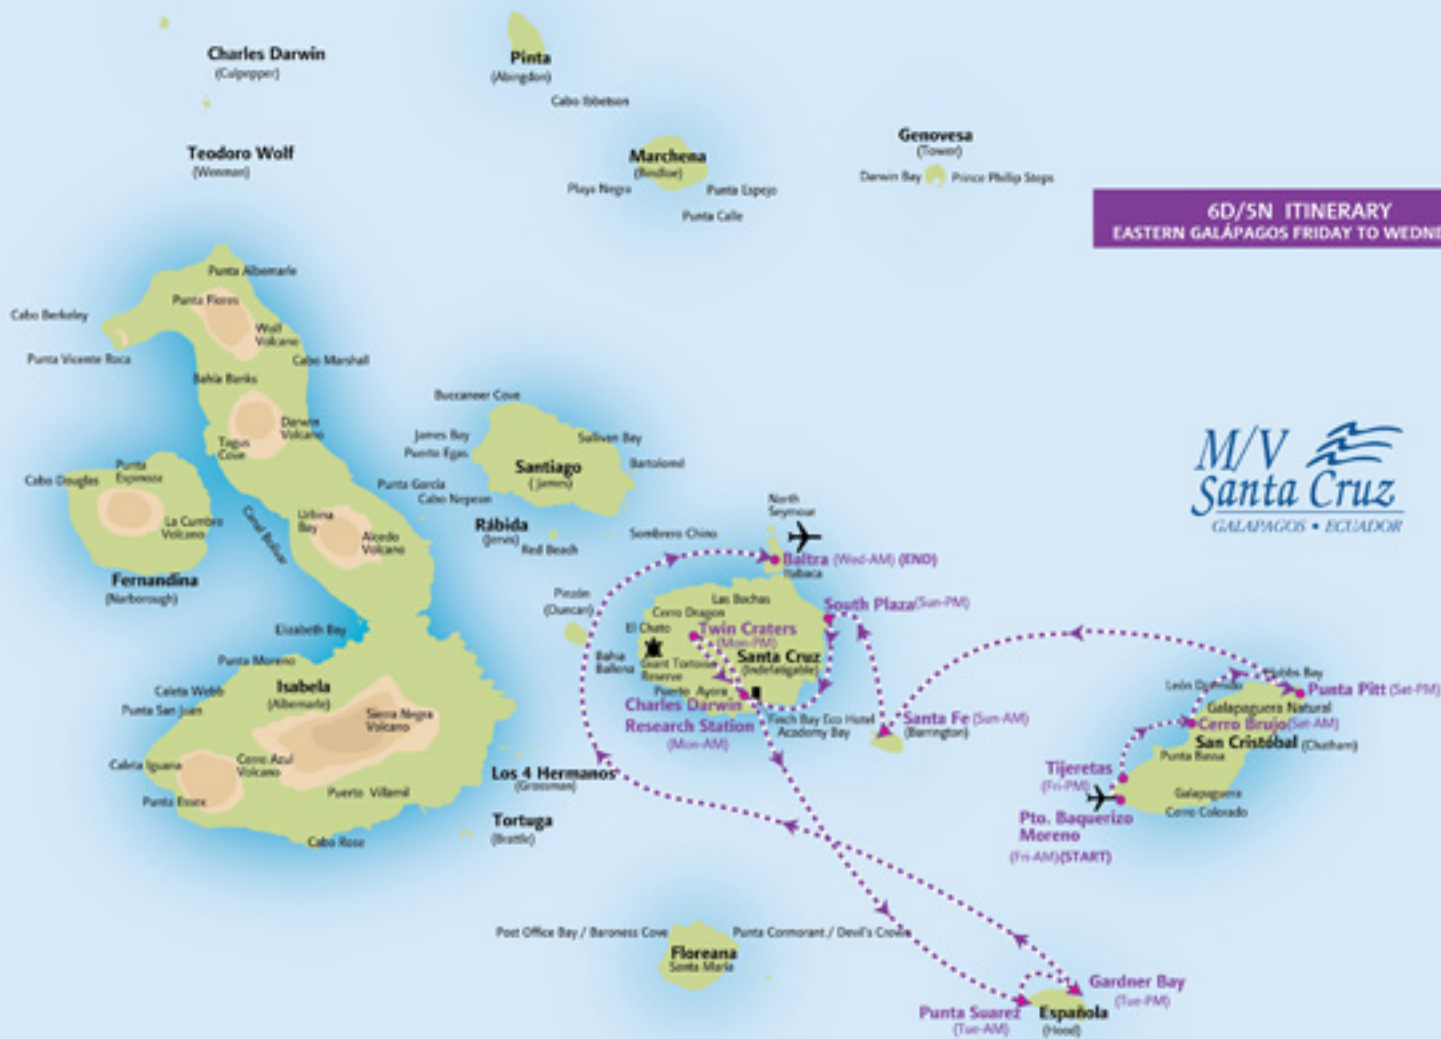 Charles Darwin
(Culpepper)
Pinta
(Abingdon)
Cabo Ibbetson
Teodoro Wolf
(Wenman)
Marchena
(Bindloe)
Playa Negra
Punta Espejo
Punta Calle
Genovesa
(Tower)
Darwin Bay
Prince Phillip Steps
6D/5N ITINERARY
EASTERN GALÁPAGOS FRIDAY TO WEDNE
Punta Albemarle
Punta Flores
Cabo Berkeley
Wolf
Volcano
Punta Vicente Roca
Cabo Marshall
Bahía Banks
Darwin
Volcano
Tagus
Cove
Buccaneer Cove
James Bay
Puerto Egas
Sullivan Bay
Bartolomé
Santiago
(James)
Cabo Douglas
Punta
Espinoza
La Cumbre
Volcano
Fernandina
(Narborough)
Canal Bolívar
Urbina
Bay
Alcedo
Volcano
Punta García
Cabo Nepean
Rábida
(Jervis)
Red Beach
Sombrero Chino
North
Seymour
M/V
Santa Cruz
GALAPAGOS • ECUADOR
Baltra (Wed-AM) (END)
Itabaca
Pinzón
(Duncan)
Las Bachas
Cerro Dragon
South Plaza(Sun-PM)
El Chato
Twin Craters
(Mon-PM)
Bahia
Ballena
Giant Tortoise
Reserve
Santa Cruz
(Indefatigable)
Puerto Ayora
Charles Darwin
Research Station
(Mon-AM)
Finch Bay Eco Hotel
Academy Bay
Santa Fe (Sun-AM)
(Barrington)
Elizabeth Bay
Punta Moreno
Caleta Webb
Punta San Juan
Isabela
(Albemarle)
Sierra Negra
Volcano
Caleta Iguana
Cerro Azul
Volcano
Punta Essex
Puerto Villamil
Cabo Rose
Los 4 Hermanos
(Crossman)
Tortuga
(Brattle)
Hobbs Bay
Punta Pitt (Sat-PM)
León Dormido
Galapaguera Natural
Cerro Brujo(Sat-AM)
San Cristóbal (Chatham)
Punta Bassa
Tijeretas
(Fri-PM)
Galapaguera
Cerro Colorado
Pto. Baquerizo
Moreno
(Fri-AM)(START)
Post Office Bay / Baroness Cove
Punta Cormorant / Devil's Crown
Floreana
Santa María
Gardner Bay
(Tue-PM)
Punta Suarez
(Tue-AM)
Española
(Hood)